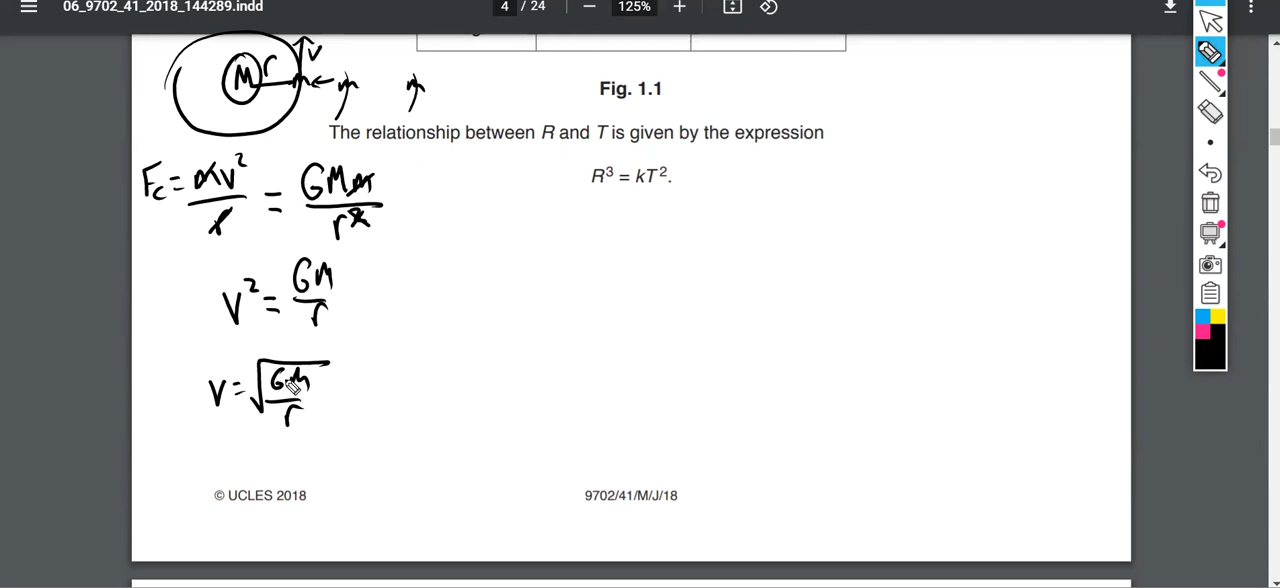 06_9702_41_2018_144289.indd
4 / 24
125%
M r v
m m
Fig. 1.1
The relationship between R and T is given by the expression
R³ = kT².
Fc = mv²/r = GMm/r²
v² = GM/r
v = √(GM/r)
© UCLES 2018
9702/41/M/J/18